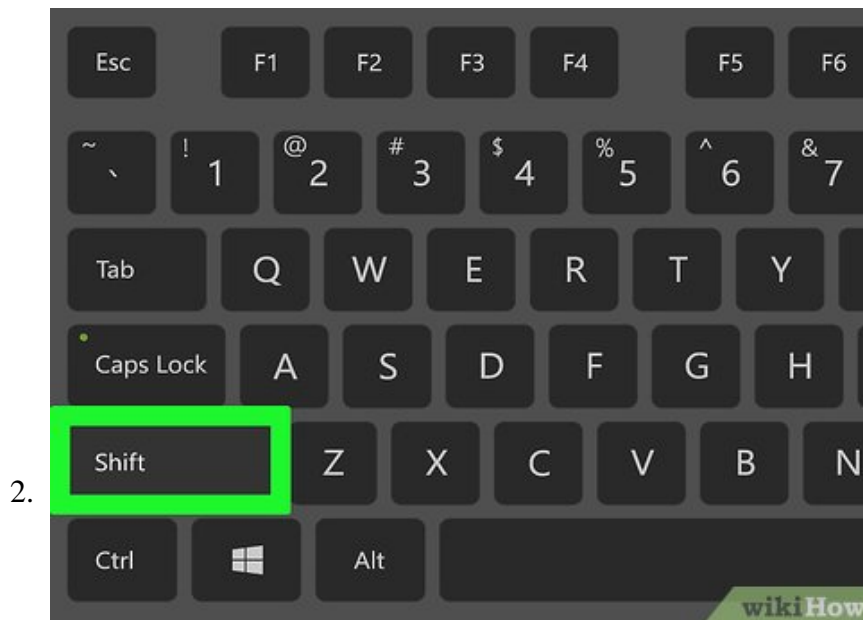 Esc F1 F2 F3 F4 F5 F6
~ ` ! 1 @ 2 # 3 $ 4 % 5 ^ 6 & 7
Tab Q W E R T Y
Caps Lock A S D F G H
Shift Z X C V B N
2.
Ctrl Alt
wikiHow